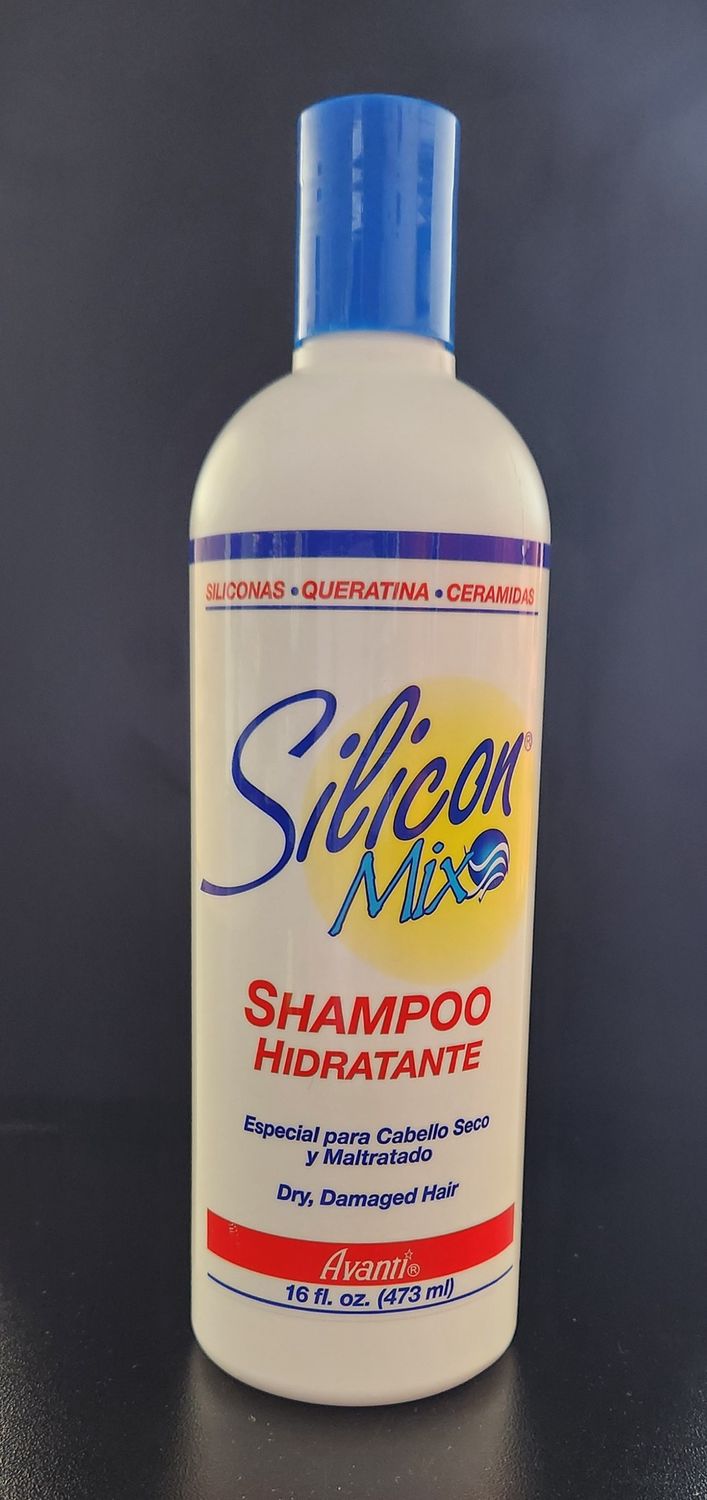 SILICONAS • QUERATINA • CERAMIDAS
Silicon®
Mix
SHAMPOO
HIDRATANTE
Especial para Cabello Seco
y Maltratado
Dry, Damaged Hair
Avanti®
16 fl. oz. (473 ml)